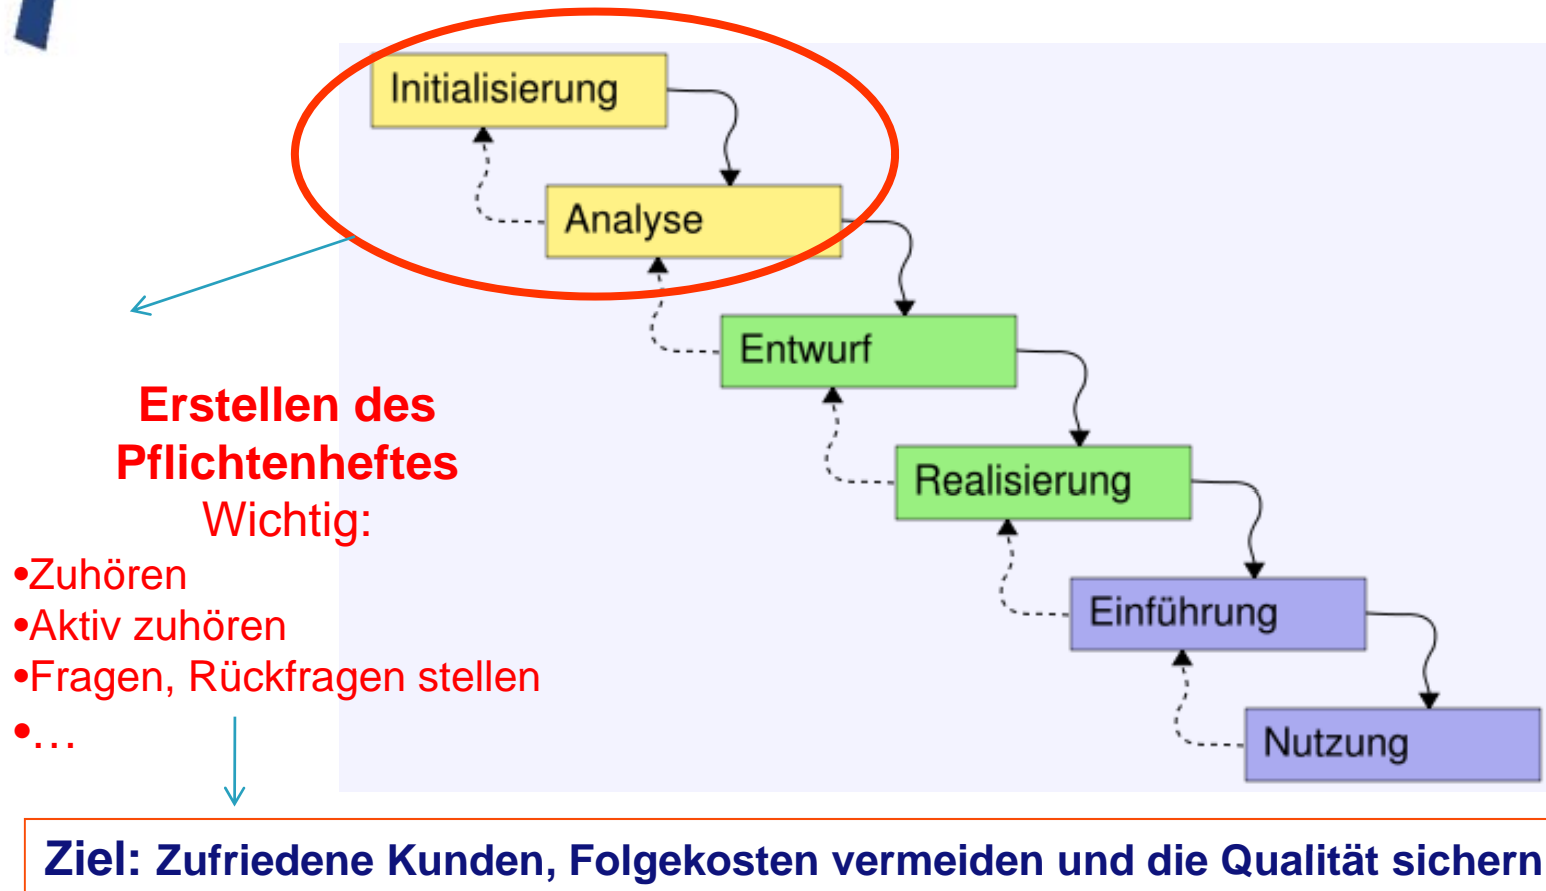 Initialisierung
Analyse
Entwurf
Realisierung
Einführung
Nutzung
Erstellen des
Pflichtenheftes
Wichtig:
•Zuhören
•Aktiv zuhören
•Fragen, Rückfragen stellen
•…
Ziel: Zufriedene Kunden, Folgekosten vermeiden und die Qualität sichern